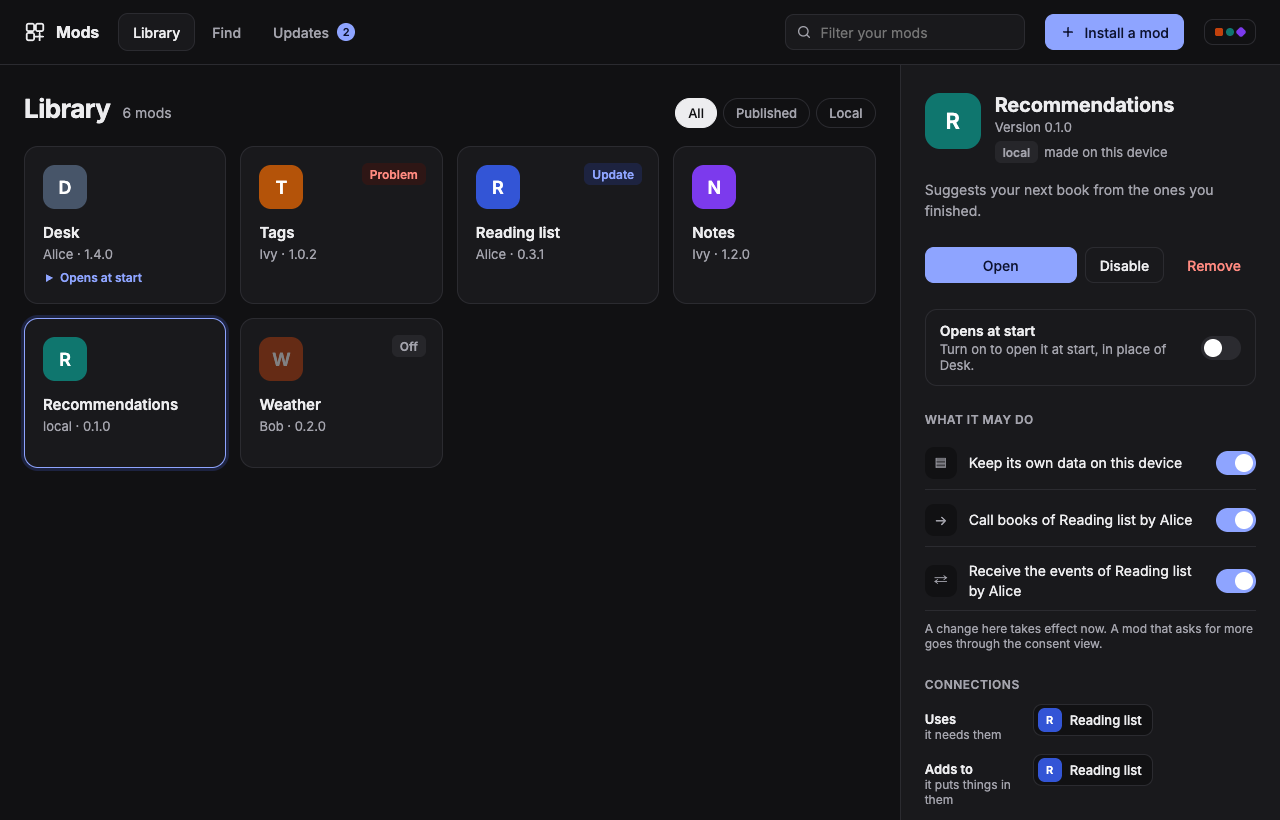 Mods
Library
Find
Updates 2
Filter your mods
+ Install a mod
Library 6 mods
All
Published
Local
D
Desk
Alice · 1.4.0
▶ Opens at start
T
Problem
Tags
Ivy · 1.0.2
R
Update
Reading list
Alice · 0.3.1
N
Notes
Ivy · 1.2.0
R
Recommendations
local · 0.1.0
W
Off
Weather
Bob · 0.2.0
R
Recommendations
Version 0.1.0
local made on this device
Suggests your next book from the ones you
finished.
Open
Disable
Remove
Opens at start
Turn on to open it at start, in place of
Desk.
WHAT IT MAY DO
Keep its own data on this device
Call books of Reading list by Alice
Receive the events of Reading list
by Alice
A change here takes effect now. A mod that asks for more
goes through the consent view.
CONNECTIONS
Uses
it needs them
R Reading list
Adds to
it puts things in
them
R Reading list